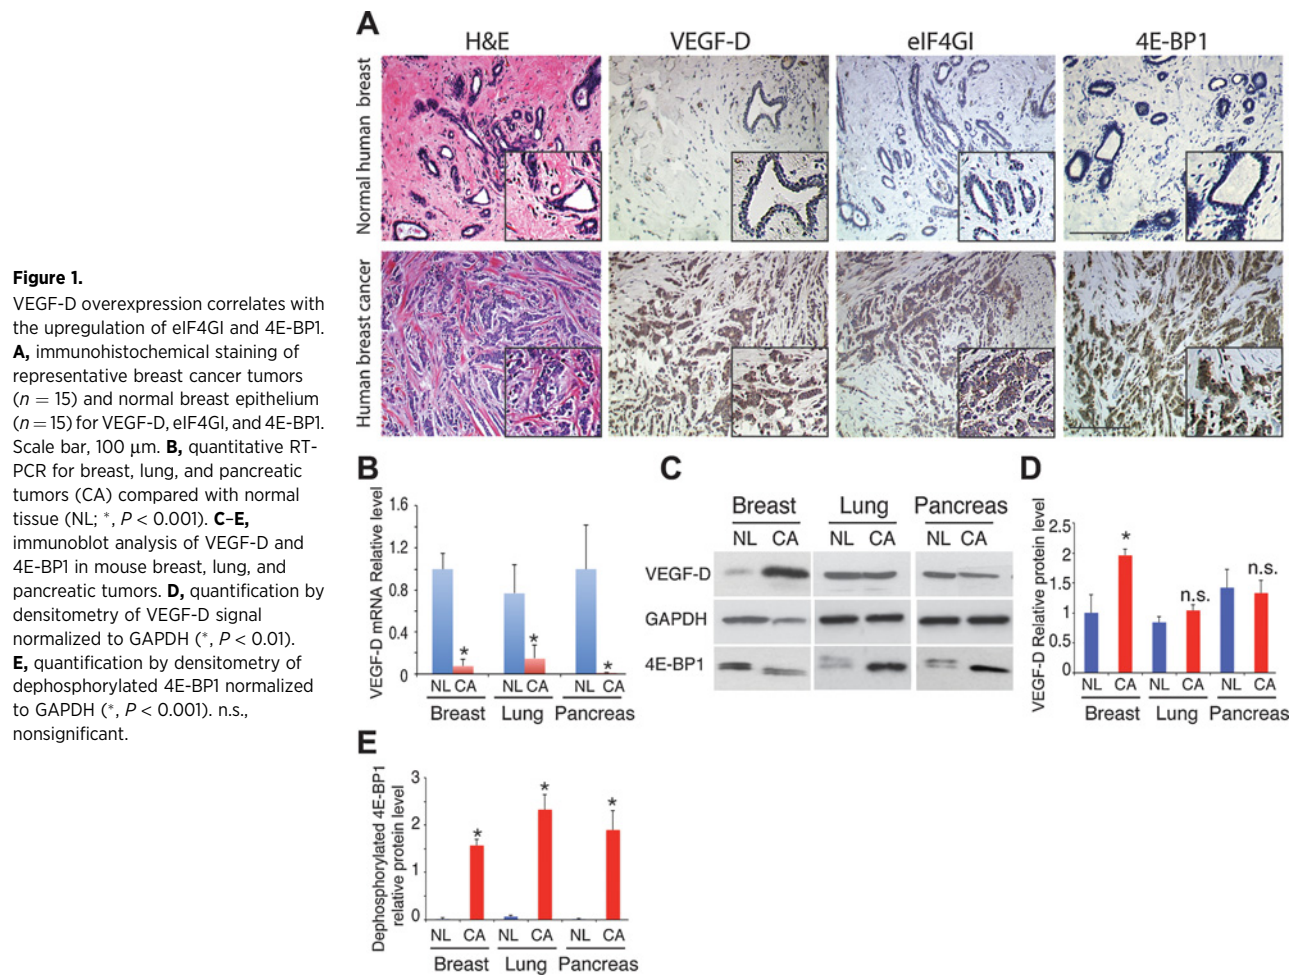 Figure 1.
VEGF-D overexpression correlates with
the upregulation of eIF4GI and 4E-BP1.
A, immunohistochemical staining of
representative breast cancer tumors
(n = 15) and normal breast epithelium
(n = 15) for VEGF-D, eIF4GI, and 4E-BP1.
Scale bar, 100 μm. B, quantitative RT-
PCR for breast, lung, and pancreatic
tumors (CA) compared with normal
tissue (NL; *, P < 0.001). C–E,
immunoblot analysis of VEGF-D and
4E-BP1 in mouse breast, lung, and
pancreatic tumors. D, quantification by
densitometry of VEGF-D signal
normalized to GAPDH (*, P < 0.01).
E, quantification by densitometry of
dephosphorylated 4E-BP1 normalized
to GAPDH (*, P < 0.001). n.s.,
nonsignificant.
A
H&E VEGF-D eIF4GI 4E-BP1
Normal human breast
Human breast cancer
B
VEGF-D mRNA Relative level
1.6
1.2
0.8
0.4
0
* * *
NL CA NL CA NL CA
Breast Lung Pancreas
C
Breast Lung Pancreas
NL CA NL CA NL CA
VEGF-D
GAPDH
4E-BP1
D
VEGF-D Relative protein level
2.5
2
1.5
1
0.5
0
* n.s. n.s.
NL CA NL CA NL CA
Breast Lung Pancreas
E
Dephosphorylated 4E-BP1
relative protein level
3
2
1
0
* * *
NL CA NL CA NL CA
Breast Lung Pancreas